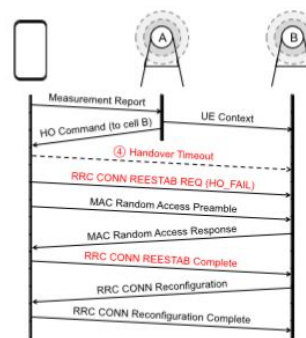 A
B
Measurement Report
UE Context
HO Command (to cell B)
④ Handover Timeout
RRC CONN REESTAB REQ (HO_FAIL)
MAC Random Access Preamble
MAC Random Access Response
RRC CONN REESTAB Complete
RRC CONN Reconfiguration
RRC CONN Reconfiguration Complete